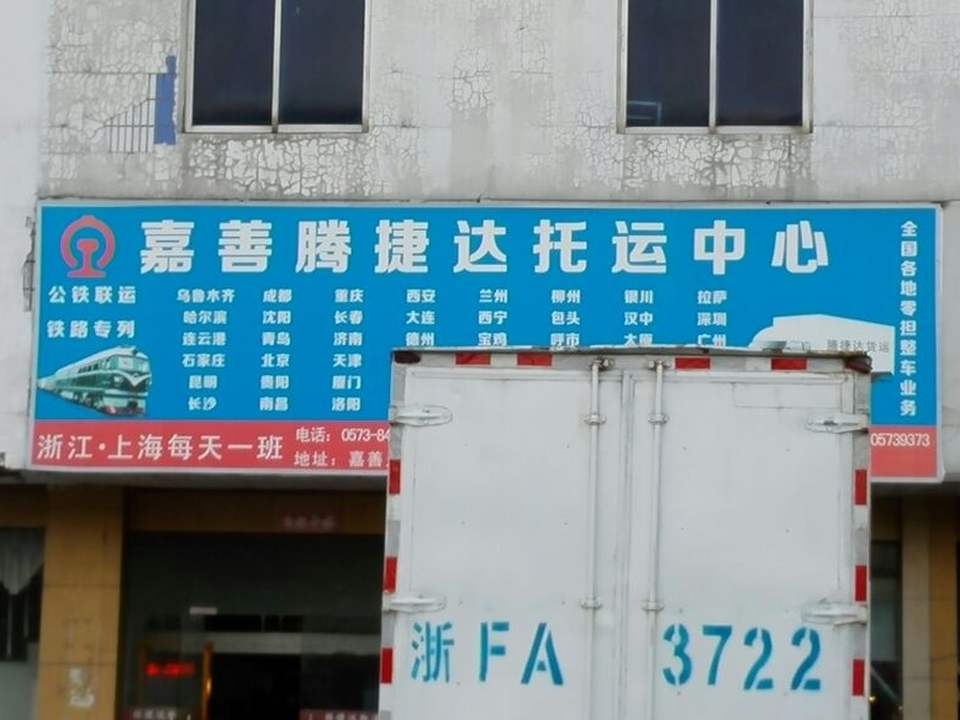 嘉善腾捷达托运中心
公铁联运
铁路专列
乌鲁木齐 成都 重庆 西安 兰州 柳州 银川 拉萨
哈尔滨 沈阳 长春 大连 西宁 包头 汉中 深圳
连云港 青岛 济南 德州 宝鸡 呼市 太原 广州
石家庄 北京 天津
昆明 贵阳 厦门
长沙 南昌 洛阳
腾捷达货运
全国各地零担整车业务
浙江·上海每天一班
电话：0573-84
地址：嘉善
05739373
浙FA 3722